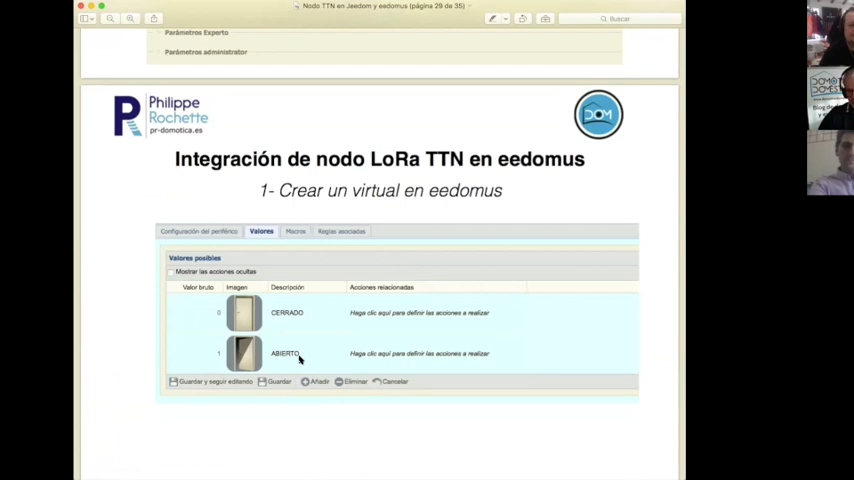 Nodo TTN en Jeedom y eedomus (página 29 de 35)
Buscar
Parámetros Experto
Parámetros administrator
Philippe
Rochette
pr-domotica.es
DOM
Integración de nodo LoRa TTN en eedomus
1- Crear un virtual en eedomus
Configuración del periférico Valores Macros Reglas asociadas
Valores posibles
Mostrar las acciones ocultas
Valor bruto Imagen Descripción Acciones relacionadas
0 CERRADO Haga clic aquí para definir las acciones a realizar
1 ABIERTO Haga clic aquí para definir las acciones a realizar
Guardar y seguir editando Guardar Añadir Eliminar Cancelar